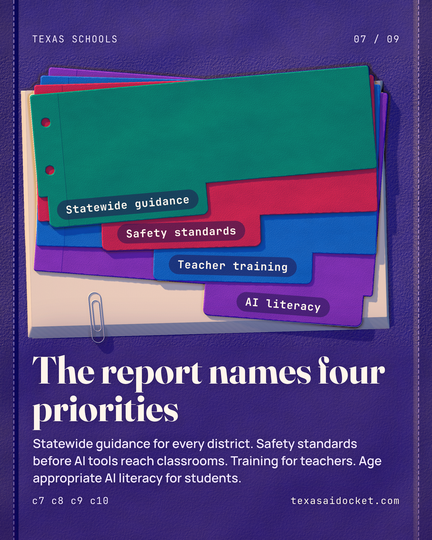 TEXAS SCHOOLS
07 / 09
Statewide guidance
Safety standards
Teacher training
AI literacy
The report names four
priorities
Statewide guidance for every district. Safety standards
before AI tools reach classrooms. Training for teachers. Age
appropriate AI literacy for students.
c7 c8 c9 c10
texasaidocket.com